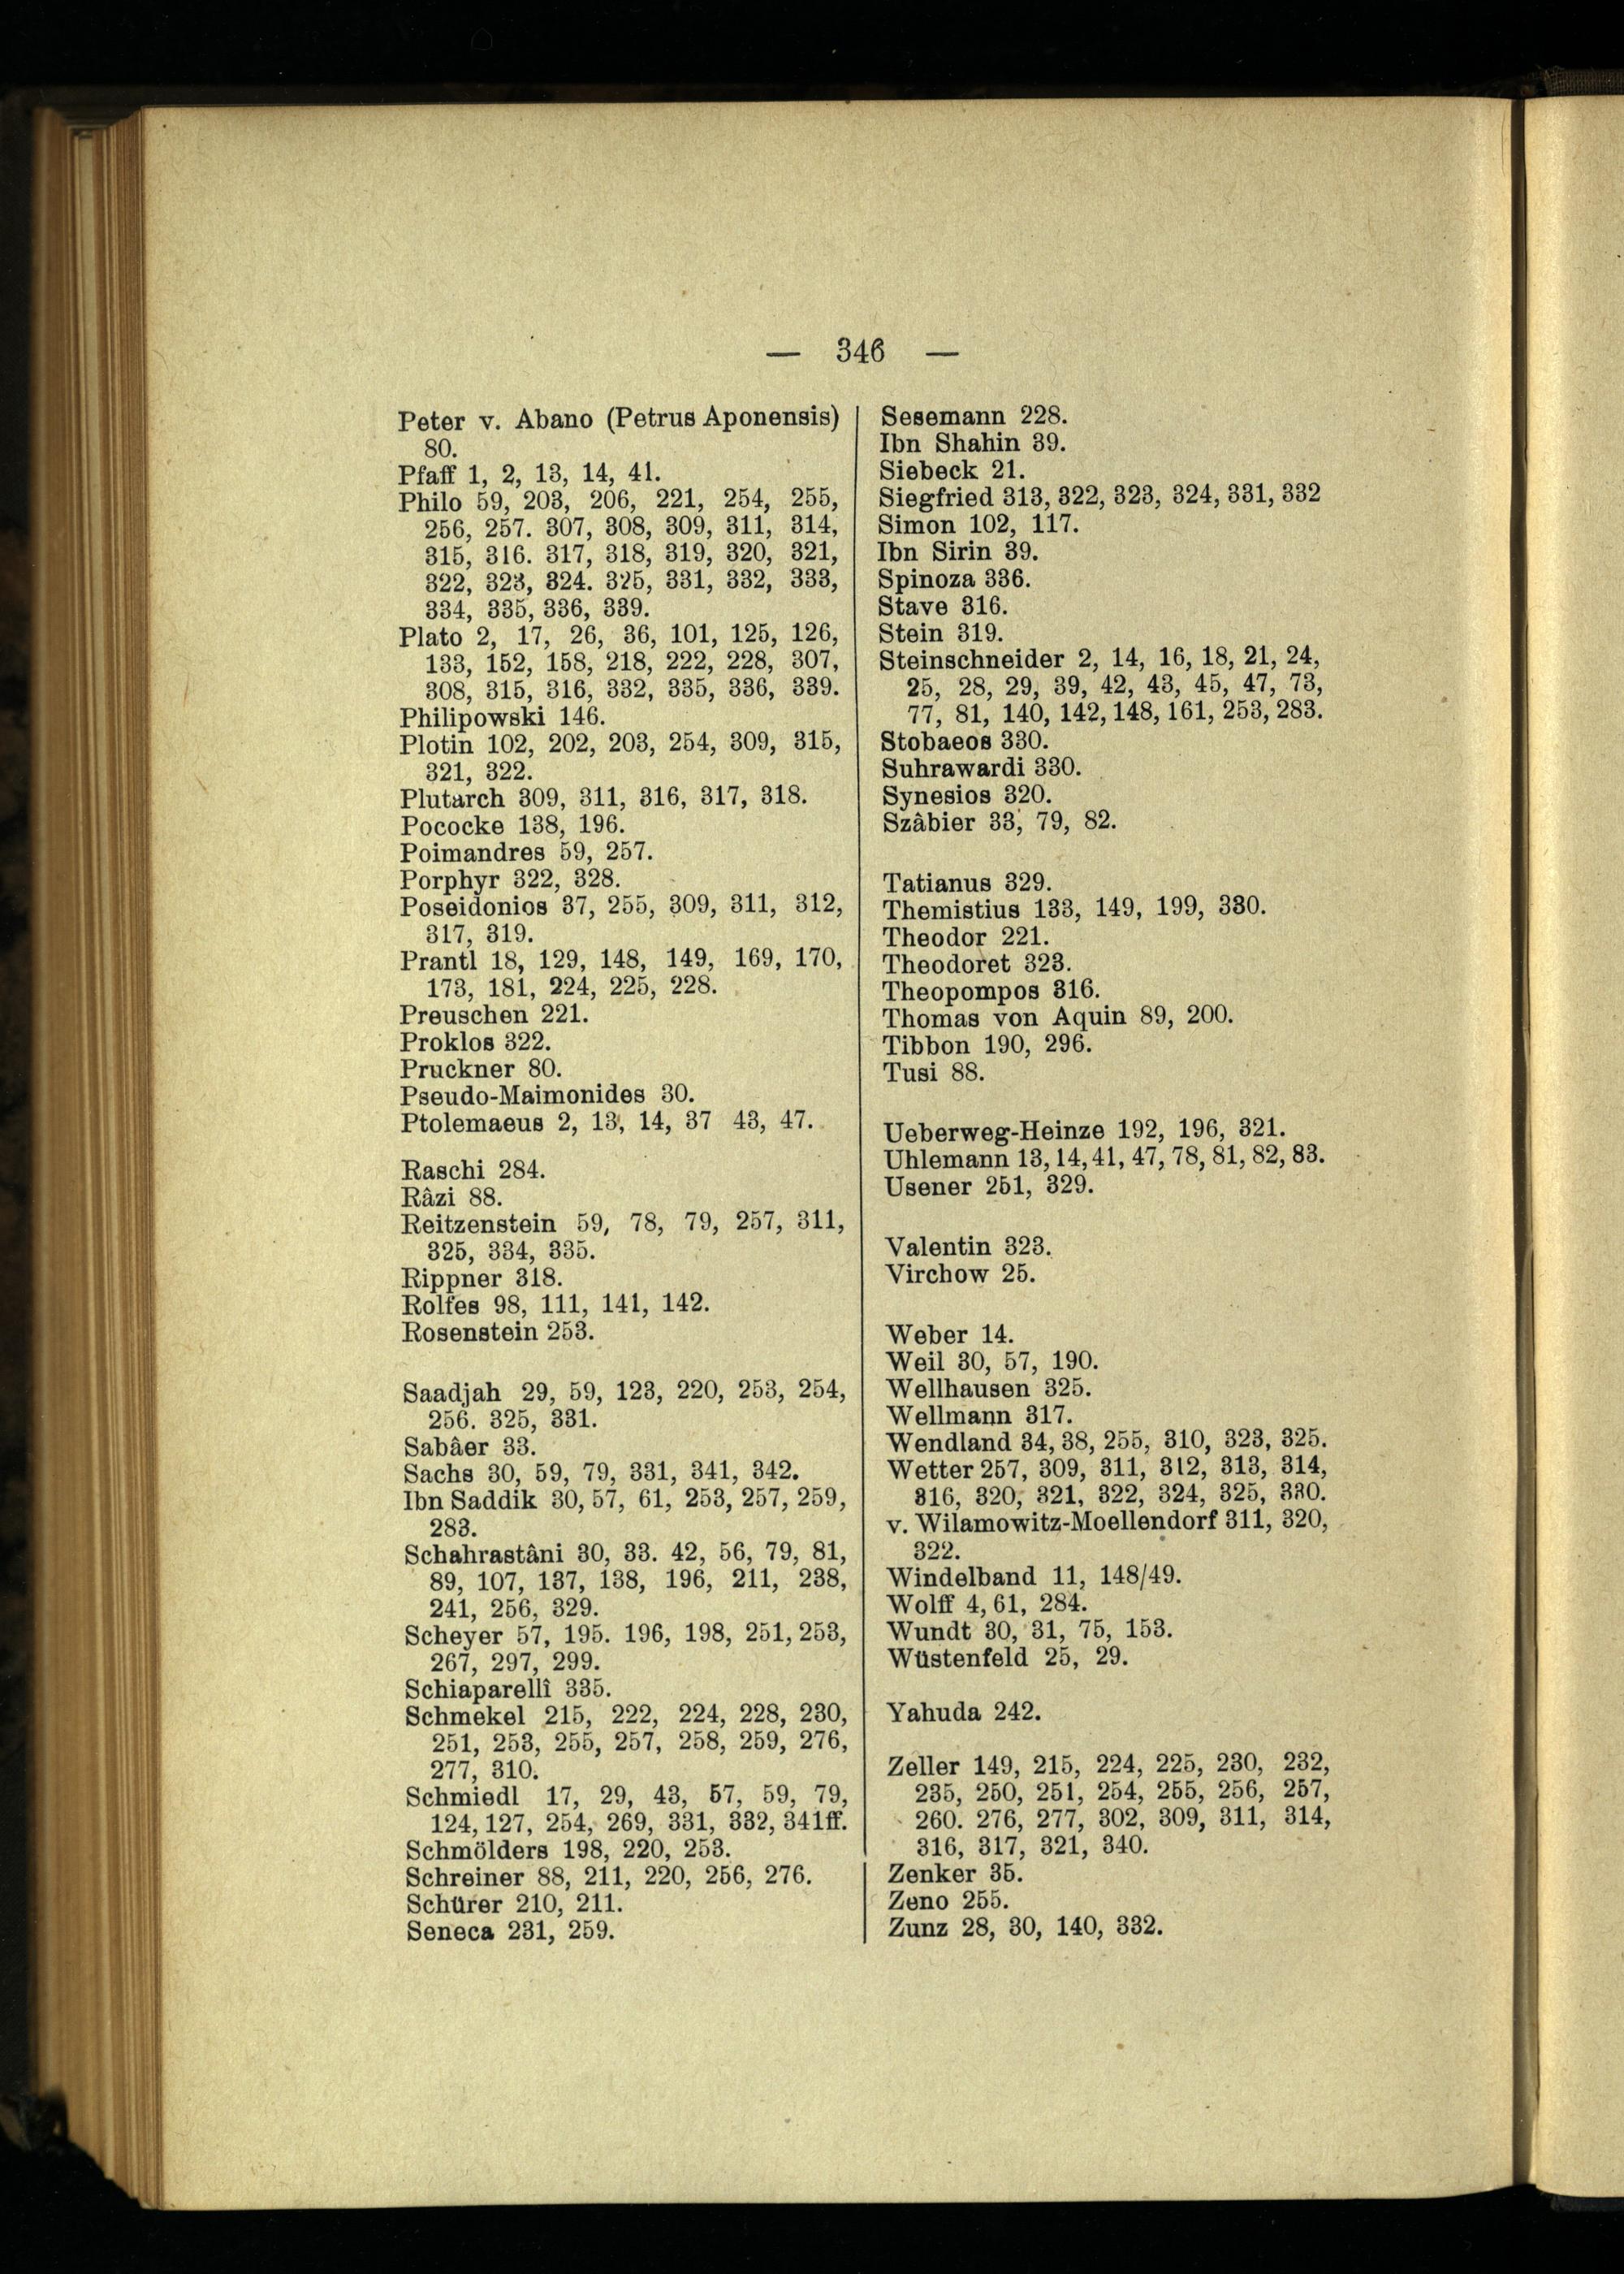 — 346 —
Peter v. Abano (Petrus Aponensis)
80.
Pfaff 1, 2, 13, 14, 41.
Philo 59, 203, 206, 221, 254, 255,
256, 257. 307, 308, 309, 311, 314,
315, 316. 317, 318, 319, 320, 321,
322, 323, 324. 325, 331, 332, 333,
334, 335, 336, 339.
Plato 2, 17, 26, 36, 101, 125, 126,
133, 152, 158, 218, 222, 228, 307,
308, 315, 316, 332, 335, 336, 339.
Philipowski 146.
Plotin 102, 202, 203, 254, 309, 315,
321, 322.
Plutarch 309, 311, 316, 317, 318.
Pococke 138, 196.
Poimandres 59, 257.
Porphyr 322, 328.
Poseidonios 37, 255, 309, 311, 312,
317, 319.
Prantl 18, 129, 148, 149, 169, 170,
173, 181, 224, 225, 228.
Preuschen 221.
Proklos 322.
Pruckner 80.
Pseudo-Maimonides 30.
Ptolemaeus 2, 13, 14, 37 43, 47.
Raschi 284.
Râzi 88.
Reitzenstein 59, 78, 79, 257, 311,
325, 334, 335.
Rippner 318.
Rolfes 98, 111, 141, 142.
Rosenstein 253.
Saadjah 29, 59, 123, 220, 253, 254,
256. 325, 331.
Sabâer 33.
Sachs 30, 59, 79, 331, 341, 342.
Ibn Saddik 30, 57, 61, 253, 257, 259,
283.
Schahrastâni 30, 33. 42, 56, 79, 81,
89, 107, 137, 138, 196, 211, 238,
241, 256, 329.
Scheyer 57, 195. 196, 198, 251, 253,
267, 297, 299.
Schiaparellî 335.
Schmekel 215, 222, 224, 228, 230,
251, 253, 255, 257, 258, 259, 276,
277, 310.
Schmiedl 17, 29, 43, 57, 59, 79,
124, 127, 254, 269, 331, 332, 341ff.
Schmölders 198, 220, 253.
Schreiner 88, 211, 220, 256, 276.
Schürer 210, 211.
Seneca 231, 259.
Sesemann 228.
Ibn Shahin 39.
Siebeck 21.
Siegfried 313, 322, 323, 324, 331, 332
Simon 102, 117.
Ibn Sirin 39.
Spinoza 336.
Stave 316.
Stein 319.
Steinschneider 2, 14, 16, 18, 21, 24,
25, 28, 29, 39, 42, 43, 45, 47, 73,
77, 81, 140, 142, 148, 161, 253, 283.
Stobaeos 330.
Suhrawardi 330.
Synesios 320.
Szâbier 33, 79, 82.
Tatianus 329.
Themistius 133, 149, 199, 330.
Theodor 221.
Theodoret 323.
Theopompos 316.
Thomas von Aquin 89, 200.
Tibbon 190, 296.
Tusi 88.
Ueberweg-Heinze 192, 196, 321.
Uhlemann 13, 14, 41, 47, 78, 81, 82, 83.
Usener 251, 329.
Valentin 323.
Virchow 25.
Weber 14.
Weil 30, 57, 190.
Wellhausen 325.
Wellmann 317.
Wendland 34, 38, 255, 310, 323, 325.
Wetter 257, 309, 311, 312, 313, 314,
316, 320, 321, 322, 324, 325, 330.
v. Wilamowitz-Moellendorf 311, 320,
322.
Windelband 11, 148/49.
Wolff 4, 61, 284.
Wundt 30, 31, 75, 153.
Wüstenfeld 25, 29.
Yahuda 242.
Zeller 149, 215, 224, 225, 230, 232,
235, 250, 251, 254, 255, 256, 257,
260. 276, 277, 302, 309, 311, 314,
316, 317, 321, 340.
Zenker 35.
Zeno 255.
Zunz 28, 30, 140, 332.